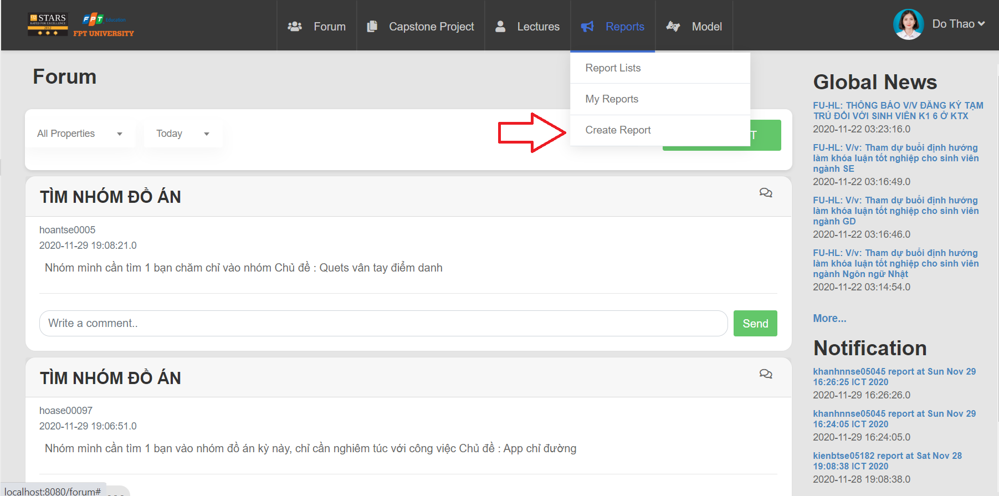 STARS
RATED FOR EXCELLENCE
2012
FPT Education
FPT UNIVERSITY
Forum
Capstone Project
Lectures
Reports
Model
Do Thao
Forum
Report Lists
My Reports
Create Report
All Properties
Today
T
TÌM NHÓM ĐỒ ÁN
hoantse0005
2020-11-29 19:08:21.0
Nhóm mình cần tìm 1 bạn chăm chỉ vào nhóm Chủ đề : Quets vân tay điểm danh
Write a comment..
Send
TÌM NHÓM ĐỒ ÁN
hoase00097
2020-11-29 19:06:51.0
Nhóm mình cần tìm 1 bạn vào nhóm đồ án kỳ này, chỉ cần nghiêm túc với công việc Chủ đề : App chỉ đường
localhost:8080/forum#
Global News
FU-HL: THÔNG BÁO V/V ĐĂNG KÝ TẠM
TRÚ ĐỐI VỚI SINH VIÊN K1 6 Ở KTX
2020-11-22 03:23:16.0
FU-HL: V/v: Tham dự buổi định hướng
làm khóa luận tốt nghiệp cho sinh viên
ngành SE
2020-11-22 03:16:49.0
FU-HL: V/v: Tham dự buổi định hướng
làm khóa luận tốt nghiệp cho sinh viên
ngành GD
2020-11-22 03:16:46.0
FU-HL: V/v: Tham dự buổi định hướng
làm khóa luận tốt nghiệp cho sinh viên
ngành Ngôn ngữ Nhật
2020-11-22 03:14:54.0
More...
Notification
khanhnnse05045 report at Sun Nov 29
16:26:25 ICT 2020
2020-11-29 16:26:26.0
khanhnnse05045 report at Sun Nov 29
16:24:05 ICT 2020
2020-11-29 16:24:05.0
kienbtse05182 report at Sat Nov 28
19:08:38 ICT 2020
2020-11-28 19:08:38.0